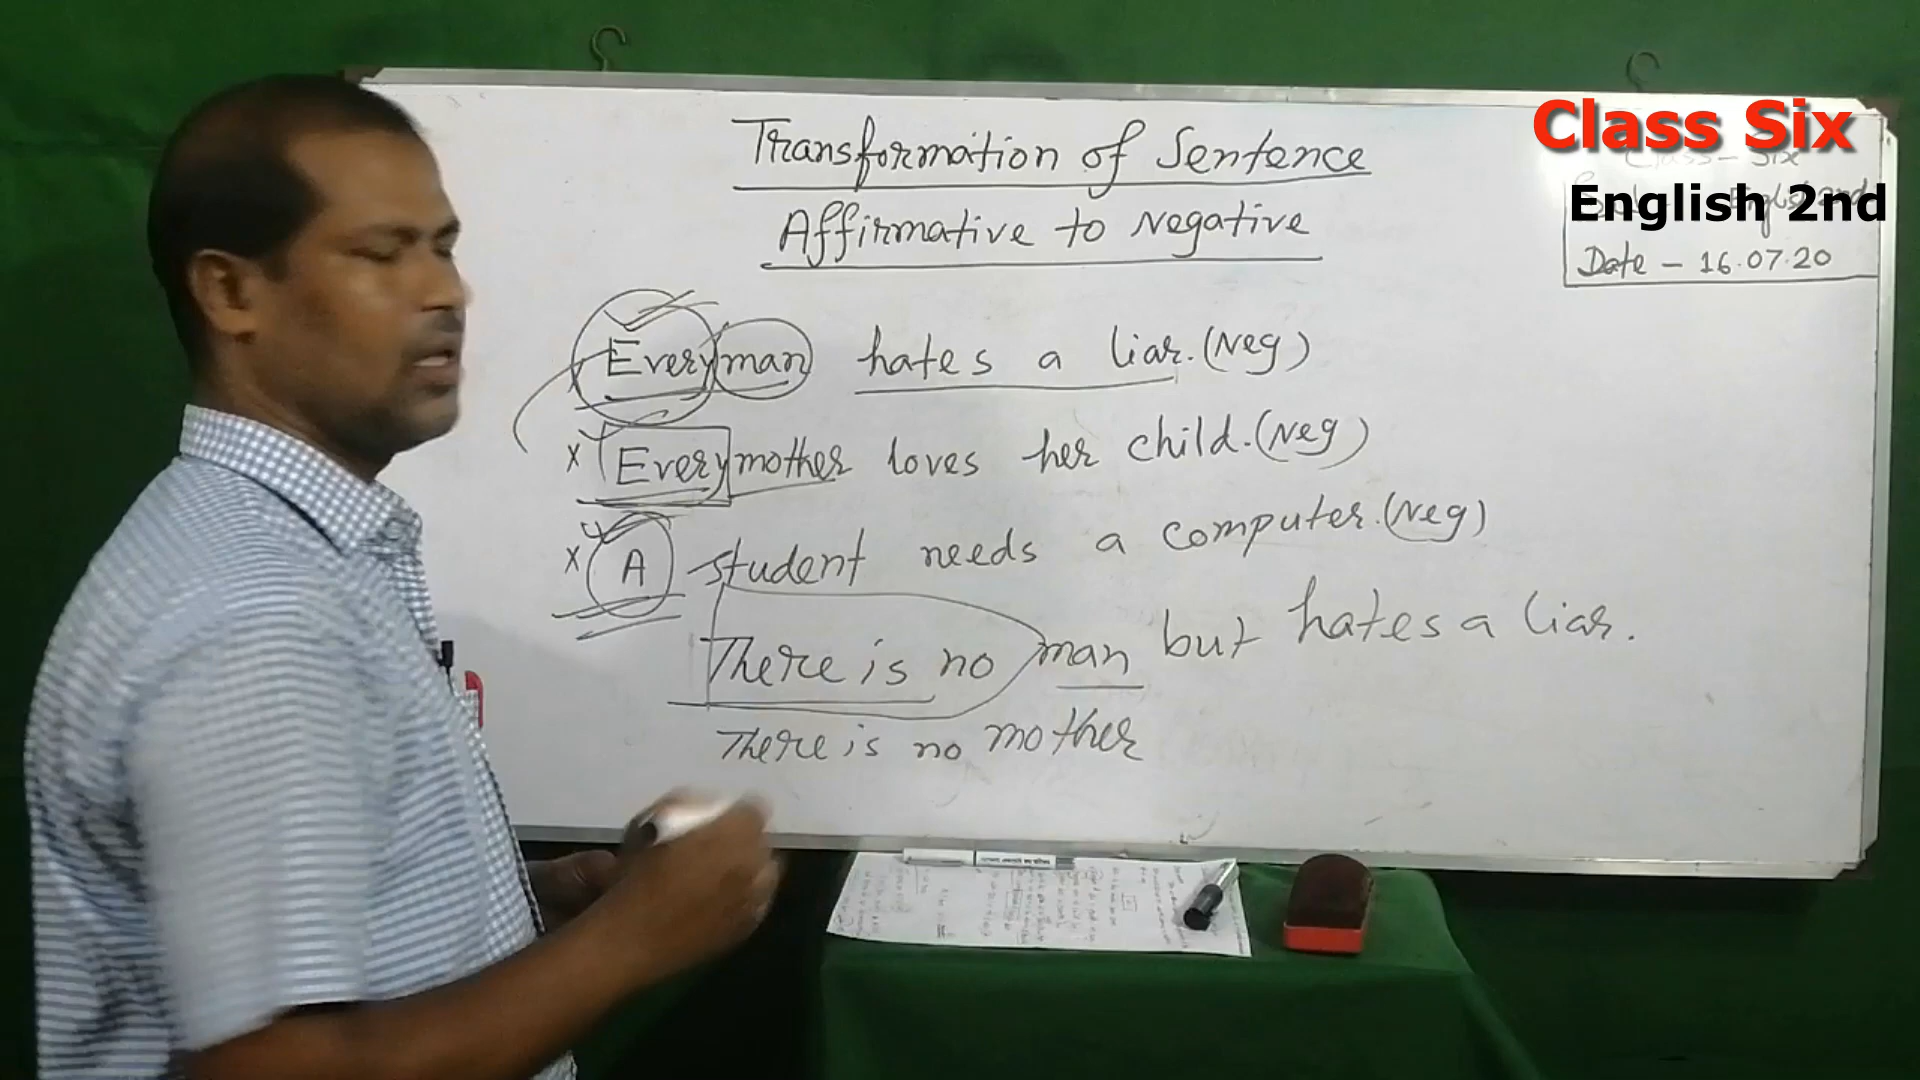 Transformation of Sentence
Affirmative to Negative
Class Six
English 2nd
Date - 16.07.20
Every man hates a liar. (Neg)
x Every mother loves her child. (Neg)
x A student needs a computer. (Neg)
There is no man but hates a liar.
There is no mother